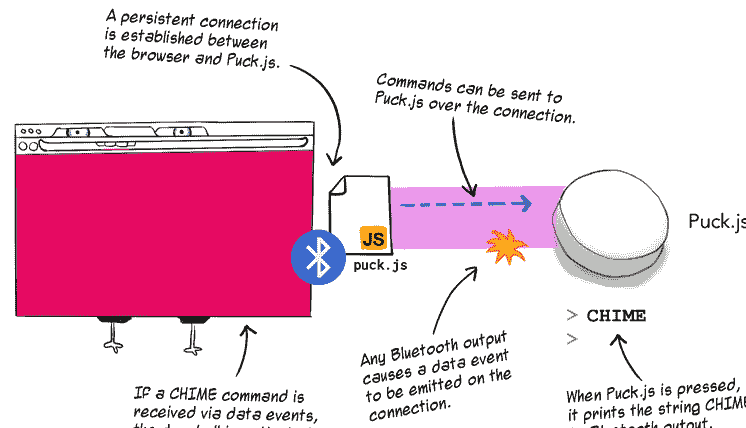 A persistent connection
is established between
the browser and Puck.js.
Commands can be sent to
Puck.js over the connection.
JS
puck.js
Puck.js
> CHIME
>
Any Bluetooth output
causes a data event
to be emitted on the
connection.
If a CHIME command is
received via data events,
When Puck.js is pressed,
it prints the string CHIME
Bluetooth output.